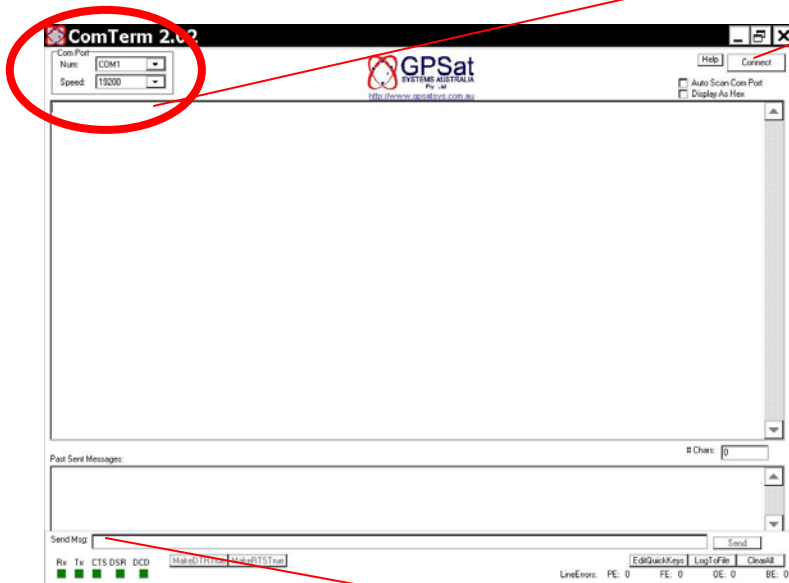 ComTerm 2.02
Com Port
Num: COM1
Speed: 19200
GPSat
SYSTEMS AUSTRALIA
Pty Ltd
http://www.gpsatsys.com.au
Help Connect
Auto Scan Com Port
Display As Hex
# Chars: 0
Past Sent Messages:
Send Msg: Send
Rx Tx CTS DSR DCD MakeDTRTrue MakeRTSTrue EditQuickKeys LogToFile ClearAll
LineErrors: PE: 0 FE: 0 OE: 0 BE: 0